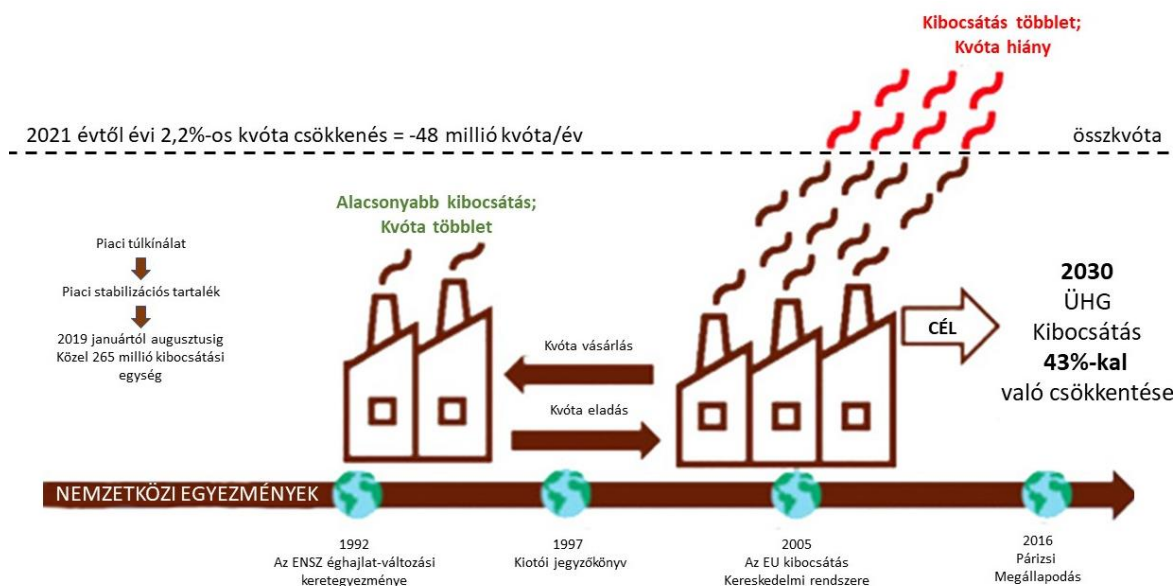 Kibocsátás többlet;
Kvóta hiány
2021 évtől évi 2,2%-os kvóta csökkenés = -48 millió kvóta/év
összkvóta
Alacsonyabb kibocsátás;
Kvóta többlet
Piaci túlkínálat
Piaci stabilizációs tartalék
2019 januártól augusztusig
Közel 265 millió kibocsátási
egység
Kvóta vásárlás
Kvóta eladás
CÉL
2030
ÜHG
Kibocsátás
43%-kal
való csökkentése
NEMZETKÖZI EGYEZMÉNYEK
1992
Az ENSZ éghajlat-változási
keretegyezménye
1997
Kiotói jegyzőkönyv
2005
Az EU kibocsátás
Kereskedelmi rendszere
2016
Párizsi
Megállapodás